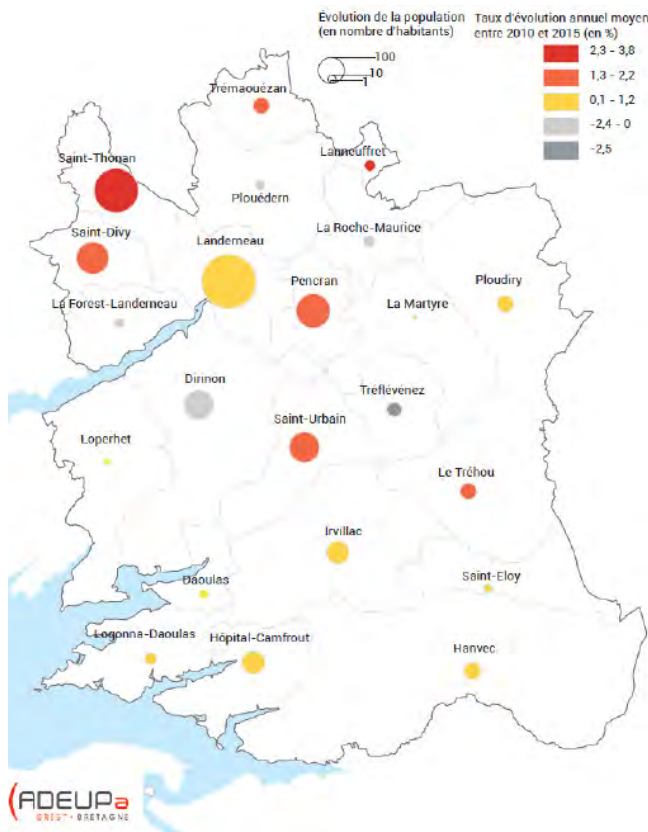 Évolution de la population
(en nombre d'habitants)
100
10
1
Taux d'évolution annuel moyen
entre 2010 et 2015 (en %)
2,3 - 3,8
1,3 - 2,2
0,1 - 1,2
-2,4 - 0
-2,5
Trémaouézan
Saint-Thonan
Lanneuffret
Plouédern
La Roche-Maurice
Saint-Divy
Landerneau
Pencran
Ploudiry
La Martyre
La Forest-Landerneau
Dirinon
Tréflévénez
Saint-Urbain
Loperhet
Le Tréhou
Irvillac
Daoulas
Saint-Eloy
Logonna-Daoulas
Hôpital-Camfrout
Hanvec
ADEUPa
BREST • BRETAGNE